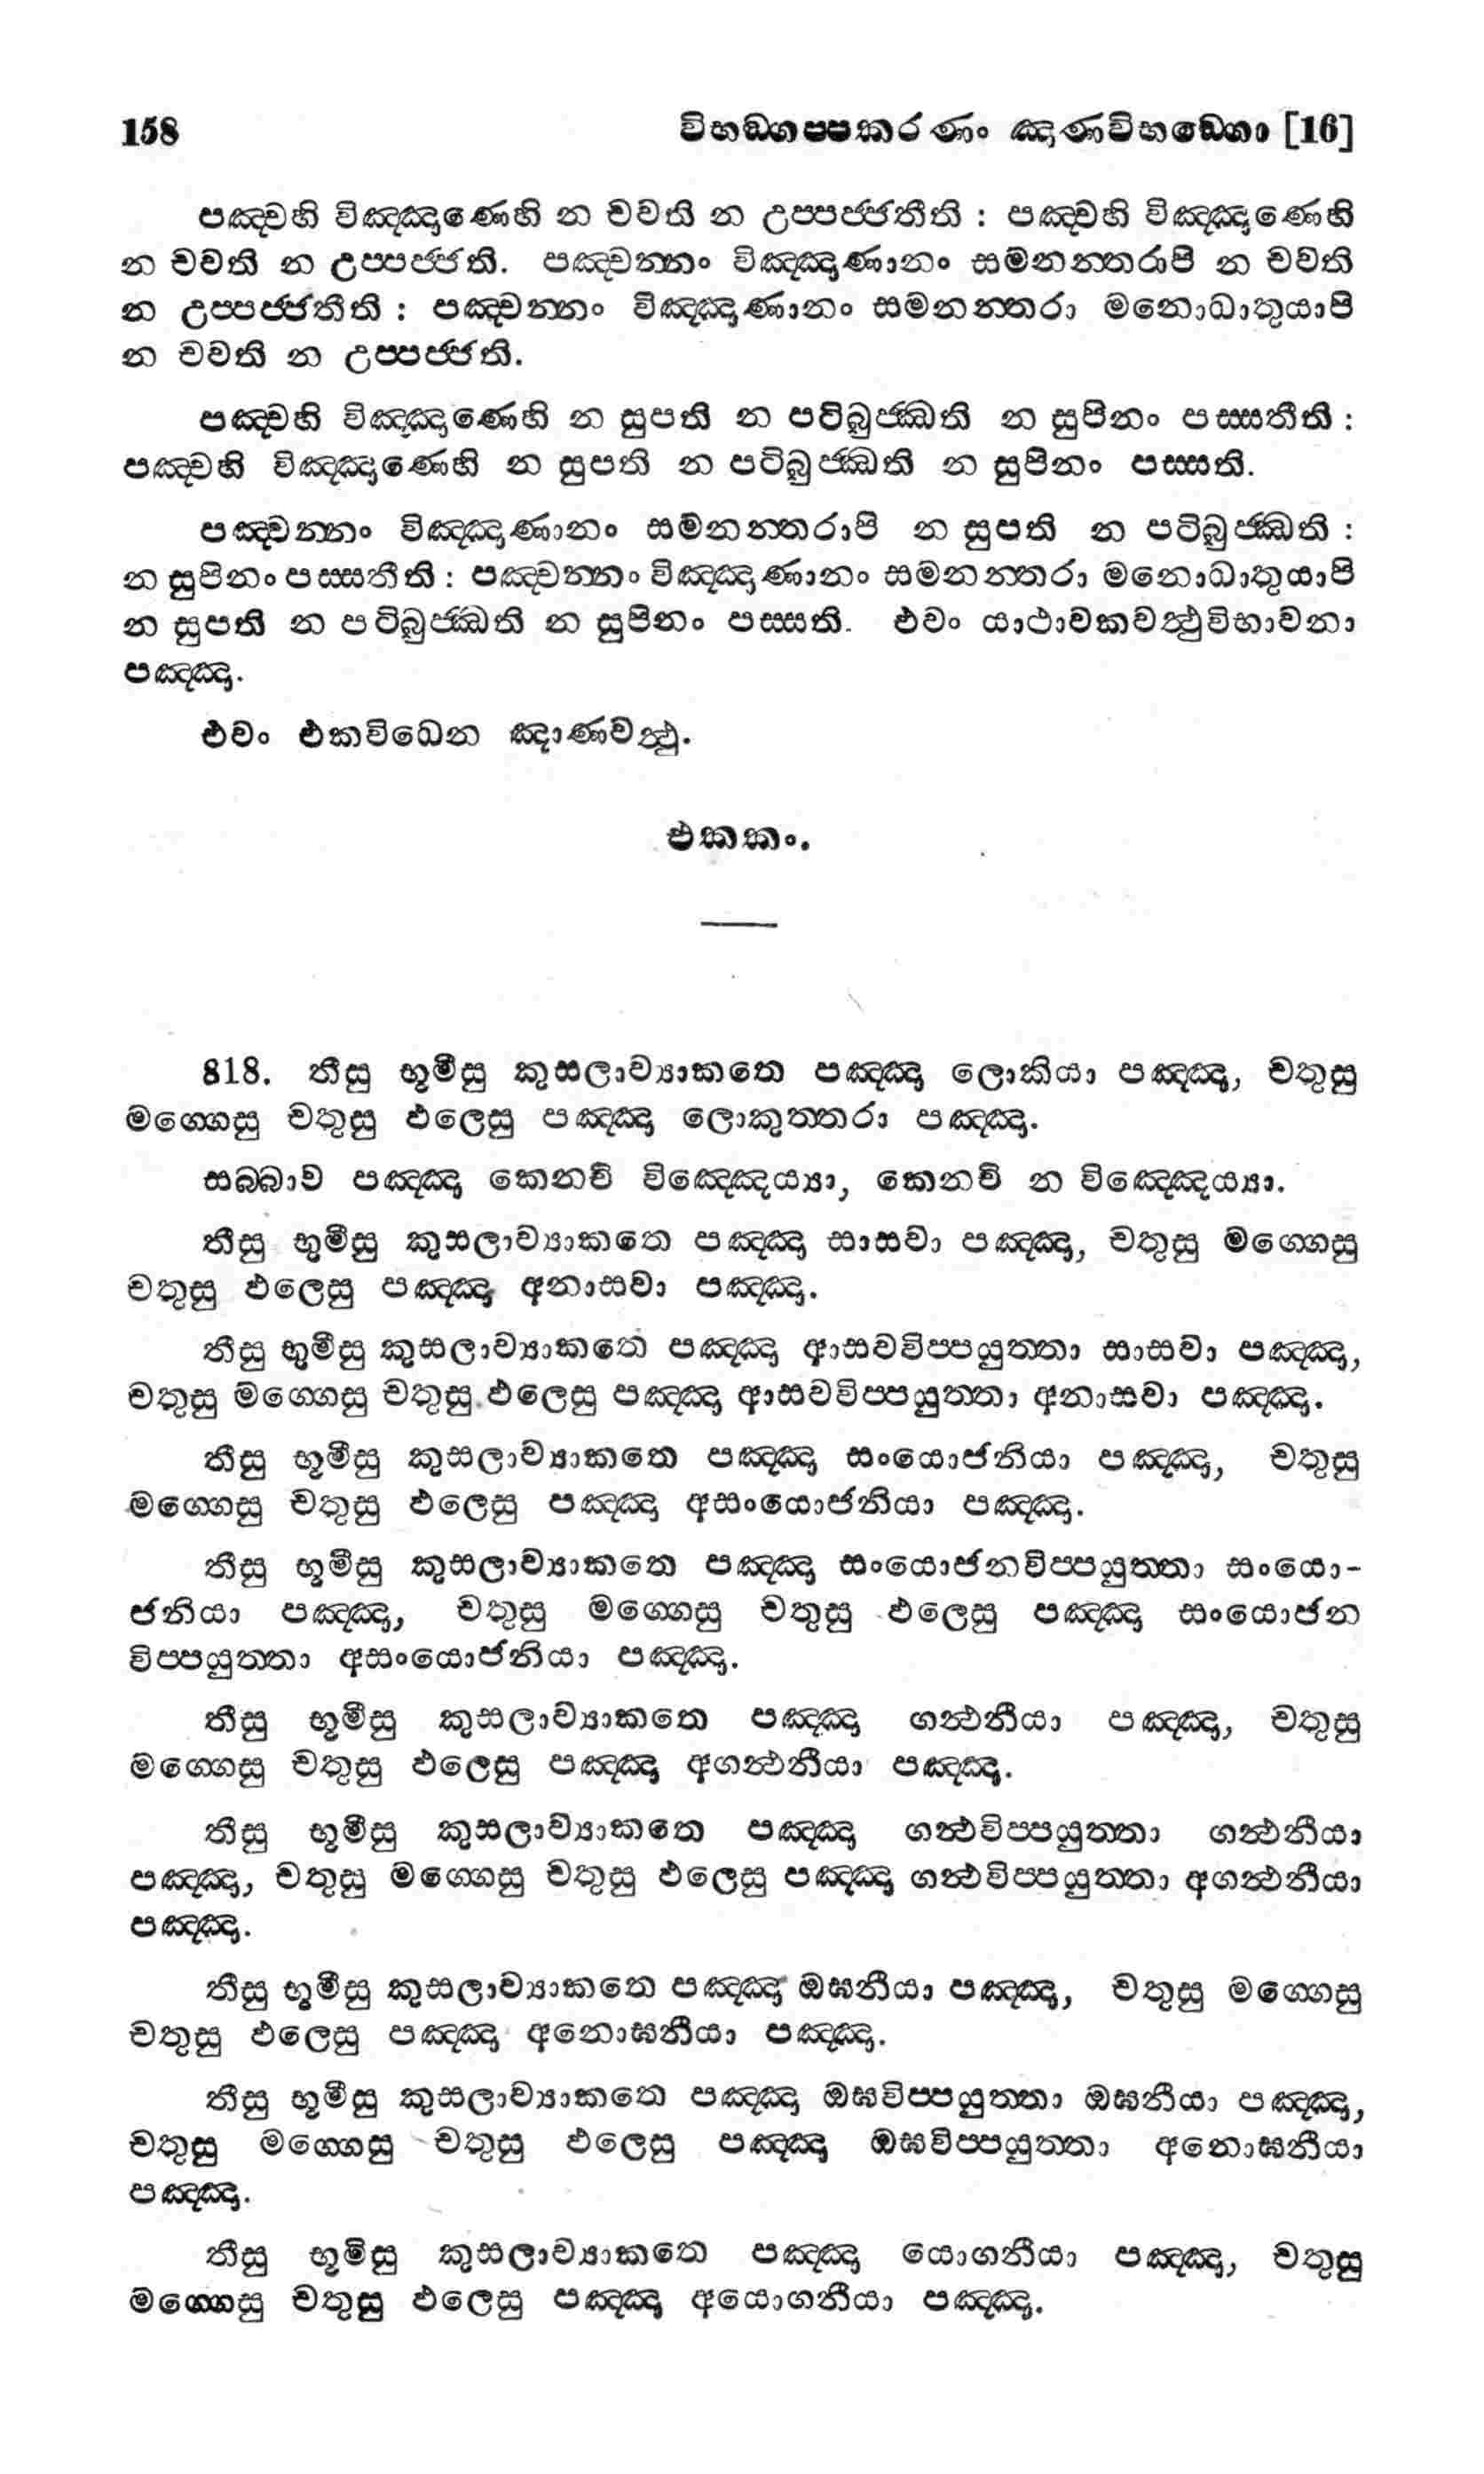 158 විභඞ්ගප්පකරණං ඤාණවිභඞ්ගො [16]
පඤ්චහි විඤ්ඤාණෙහි න චවති න උප්පජ්ජතීති : පඤ්චහි විඤ්ඤාණෙහි
න චවති න උප්පජ්ජති. පඤ්චන්නං විඤ්ඤාණානං සමනන්තරාපි න චවති
න උප්පජ්ජතීති : පඤ්චන්නං විඤ්ඤාණානං සමනන්තරා මනොධාතුයාපි
න චවති න උප්පජ්ජති.
පඤ්චහි විඤ්ඤාණෙහි න සුපති න පටිබුජ්ඣති න සුපිනං පස්සතීති :
පඤ්චහි විඤ්ඤාණෙහි න සුපති න පටිබුජ්ඣති න සුපිනං පස්සති.
පඤ්චන්නං විඤ්ඤාණානං සමනන්තරාපි න සුපති න පටිබුජ්ඣති :
න සුපිනං පස්සතීති : පඤ්චන්නං විඤ්ඤාණානං සමනන්තරා මනොධාතුයාපි
න සුපති න පටිබුජ්ඣති න සුපිනං පස්සති. එවං යාථාවකවත්ථුවිභාවනා
පඤ්ඤා.
එවං එකවිධෙන ඤාණවත්ථු.
එකකං.
818. තීසු භූමීසු කුසලාව්‍යාකතෙ පඤ්ඤා ලොකියා පඤ්ඤා, චතුසු
මග්ගෙසු චතුසු ඵලෙසු පඤ්ඤා ලොකුත්තරා පඤ්ඤා.
සබ්බාව පඤ්ඤා කෙනචි විඤ්ඤෙය්‍යා, කෙනචි න විඤ්ඤෙය්‍යා.
තීසු භුමීසු කුසලාව්‍යාකතෙ පඤ්ඤා සාසවා පඤ්ඤා, චතුසු මග්ගෙසු
චතුසු ඵලෙසු පඤ්ඤා අනාසවා පඤ්ඤා.
තීසු භුමීසු කුසලාව්‍යාකතෙ පඤ්ඤා ආසවවිප්පයුත්තා සාසවා පඤ්ඤා,
චතුසු මග්ගෙසු චතුසු ඵලෙසු පඤ්ඤා ආසවවිප්පයුත්තා අනාසවා පඤ්ඤා.
තීසු භූමීසු කුසලාව්‍යාකතෙ පඤ්ඤා සංයොජනියා පඤ්ඤා, චතුසු
මග්ගෙසු චතුසු ඵලෙසු පඤ්ඤා අසංයොජනියා පඤ්ඤා.
තීසු භූමීසු කුසලාව්‍යාකතෙ පඤ්ඤා සංයොජනවිප්පයුත්තා සංයො-
ජනියා පඤ්ඤා, චතුසු මග්ගෙසු චතුසු ඵලෙසු පඤ්ඤා සංයොජන
විප්පයුත්තා අසංයොජනියා පඤ්ඤා.
තීසු භූමීසු කුසලාව්‍යාකතෙ පඤ්ඤා ගන්ථනීයා පඤ්ඤා, චතුසු
මග්ගෙසු චතුසු ඵලෙසු පඤ්ඤා අගන්ථනීයා පඤ්ඤා.
තීසු භූමීසු කුසලාව්‍යාකතෙ පඤ්ඤා ගන්ථවිප්පයුත්තා ගන්ථනීයා
පඤ්ඤා, චතුසු මග්ගෙසු චතුසු ඵලෙසු පඤ්ඤා ගන්ථවිප්පයුත්තා අගන්ථනීයා
පඤ්ඤා.
තීසු භූමීසු කුසලාව්‍යාකතෙ පඤ්ඤා ඔඝනීයා පඤ්ඤා, චතුසු මග්ගෙසු
චතුසු ඵලෙසු පඤ්ඤා අනොඝනීයා පඤ්ඤා.
තීසු භූමීසු කුසලාව්‍යාකතෙ පඤ්ඤා ඔඝවිප්පයුත්තා ඔඝනීයා පඤ්ඤා,
චතුසු මග්ගෙසු චතුසු ඵලෙසු පඤ්ඤා ඔඝවිප්පයුත්තා අනොඝනීයා
පඤ්ඤා.
තීසු භූමිසු කුසලාව්‍යාකතෙ පඤ්ඤා යොගනීයා පඤ්ඤා, චතුසු
මග්ගෙසු චතුසු ඵලෙසු පඤ්ඤා අයොගනීයා පඤ්ඤා.